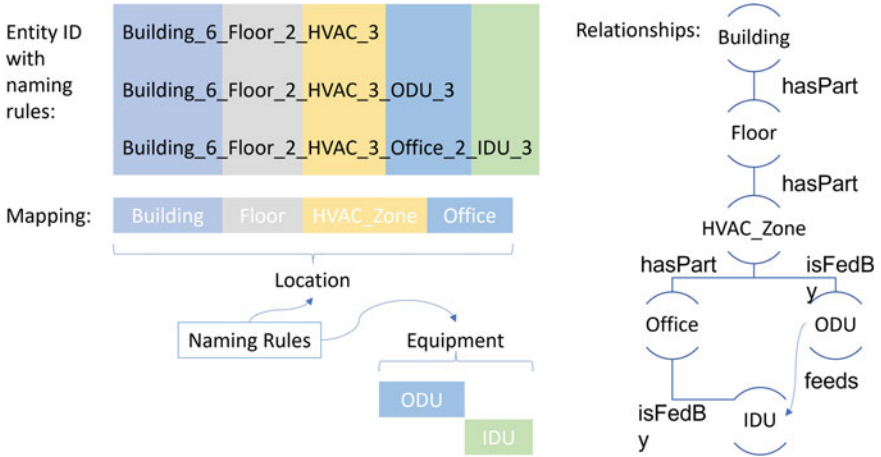 Entity ID
with
naming
rules:
Building_6_Floor_2_HVAC_3
Building_6_Floor_2_HVAC_3_ODU_3
Building_6_Floor_2_HVAC_3_Office_2_IDU_3
Mapping:
Building
Floor
HVAC_Zone
Office
Location
Naming Rules
Equipment
ODU
IDU
Relationships:
Building
hasPart
Floor
hasPart
HVAC_Zone
hasPart
isFedB
y
Office
ODU
feeds
isFedB
y
IDU